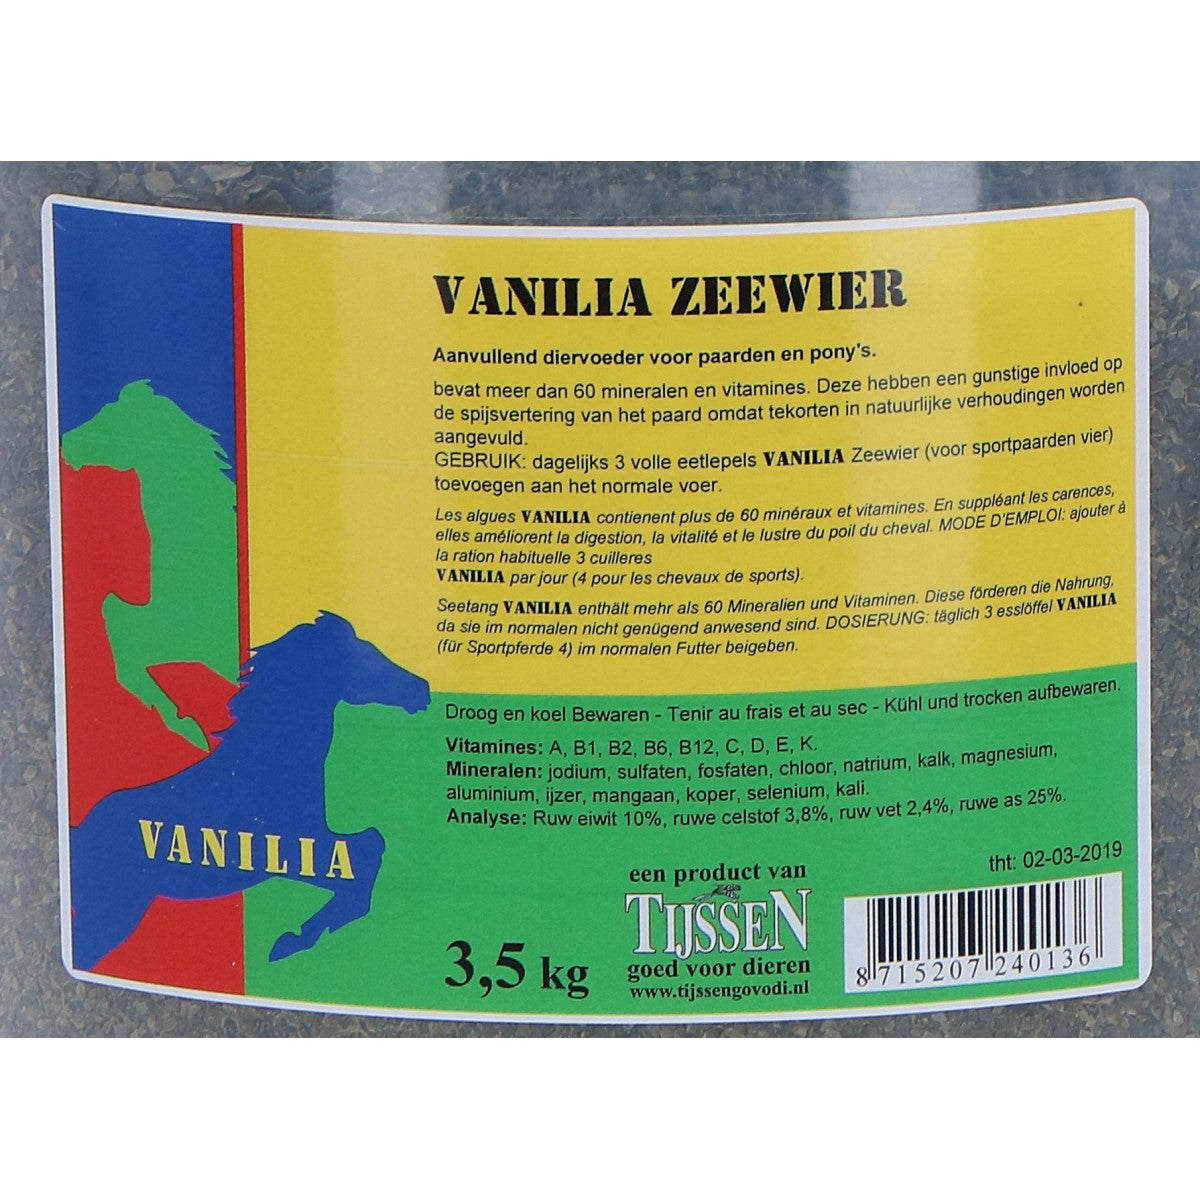 VANILIA ZEEWIER
Aanvullend diervoeder voor paarden en pony's.
bevat meer dan 60 mineralen en vitamines. Deze hebben een gunstige invloed op
de spijsvertering van het paard omdat tekorten in natuurlijke verhoudingen worden
aangevuld.
GEBRUIK: dagelijks 3 volle eetlepels VANILIA Zeewier (voor sportpaarden vier)
toevoegen aan het normale voer.
Les algues VANILIA contienent plus de 60 minéraux et vitamines. En suppléant les carences,
elles améliorent la digestion, la vitalité et le lustre du poil du cheval. MODE D'EMPLOI: ajouter à
la ration habituelle 3 cuilleres
VANILIA par jour (4 pour les chevaux de sports).
Seetang VANILIA enthält mehr als 60 Mineralien und Vitaminen. Diese förderen die Nahrung,
da sie im normalen nicht genügend anwesend sind. DOSIERUNG: täglich 3 esslöffel VANILIA
(für Sportpferde 4) im normalen Futter beigeben.
Droog en koel Bewaren - Tenir au frais et au sec - Kühl und trocken aufbewaren.
Vitamines: A, B1, B2, B6, B12, C, D, E, K.
Mineralen: jodium, sulfaten, fosfaten, chloor, natrium, kalk, magnesium,
aluminium, ijzer, mangaan, koper, selenium, kali.
Analyse: Ruw eiwit 10%, ruwe celstof 3,8%, ruw vet 2,4%, ruwe as 25%.
VANILIA
3,5 kg
een product van
TIJSSEN
goed voor dieren
www.tijssengovodi.nl
tht: 02-03-2019
8 715207 240136